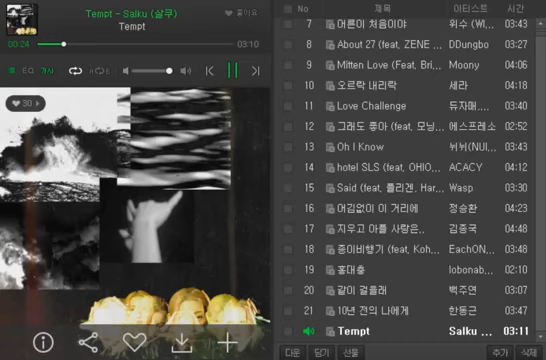 Tempt - Salku (살쿠)
Tempt
좋아요
00:24
03:10
EQ 가사
30
No 제목 아티스트 시간
7 어른이 처음이야 위수 (WI,... 03:43
8 About 27 (feat, ZENE ... DDungbo 03:27
9 Mitten Love (Feat, Bri... Moony 04:06
10 오르락 내리락 세라 04:18
11 Love Challenge 듀자매,... 03:40
12 그래도 좋아 (feat, 모닝... 에스프레소 02:52
13 Oh I Know 뉘뉘(NUI... 03:43
14 hotel SLS (feat, OHIO... ACACY 04:12
15 Said (feat, 플리겐, Har... Wasp 03:30
16 어김없이 이 거리에 정승환 04:23
17 지우고 아플 사랑은.. 김종국 04:48
18 종이비행기 (feat, Koh... EachON,... 03:48
19 홍대충 lobonab... 02:10
20 같이 걸을래 백주연 03:07
21 10년 전의 나에게 한동근 03:47
Tempt Salku ... 03:11
다운 담기 선물 추가 삭제